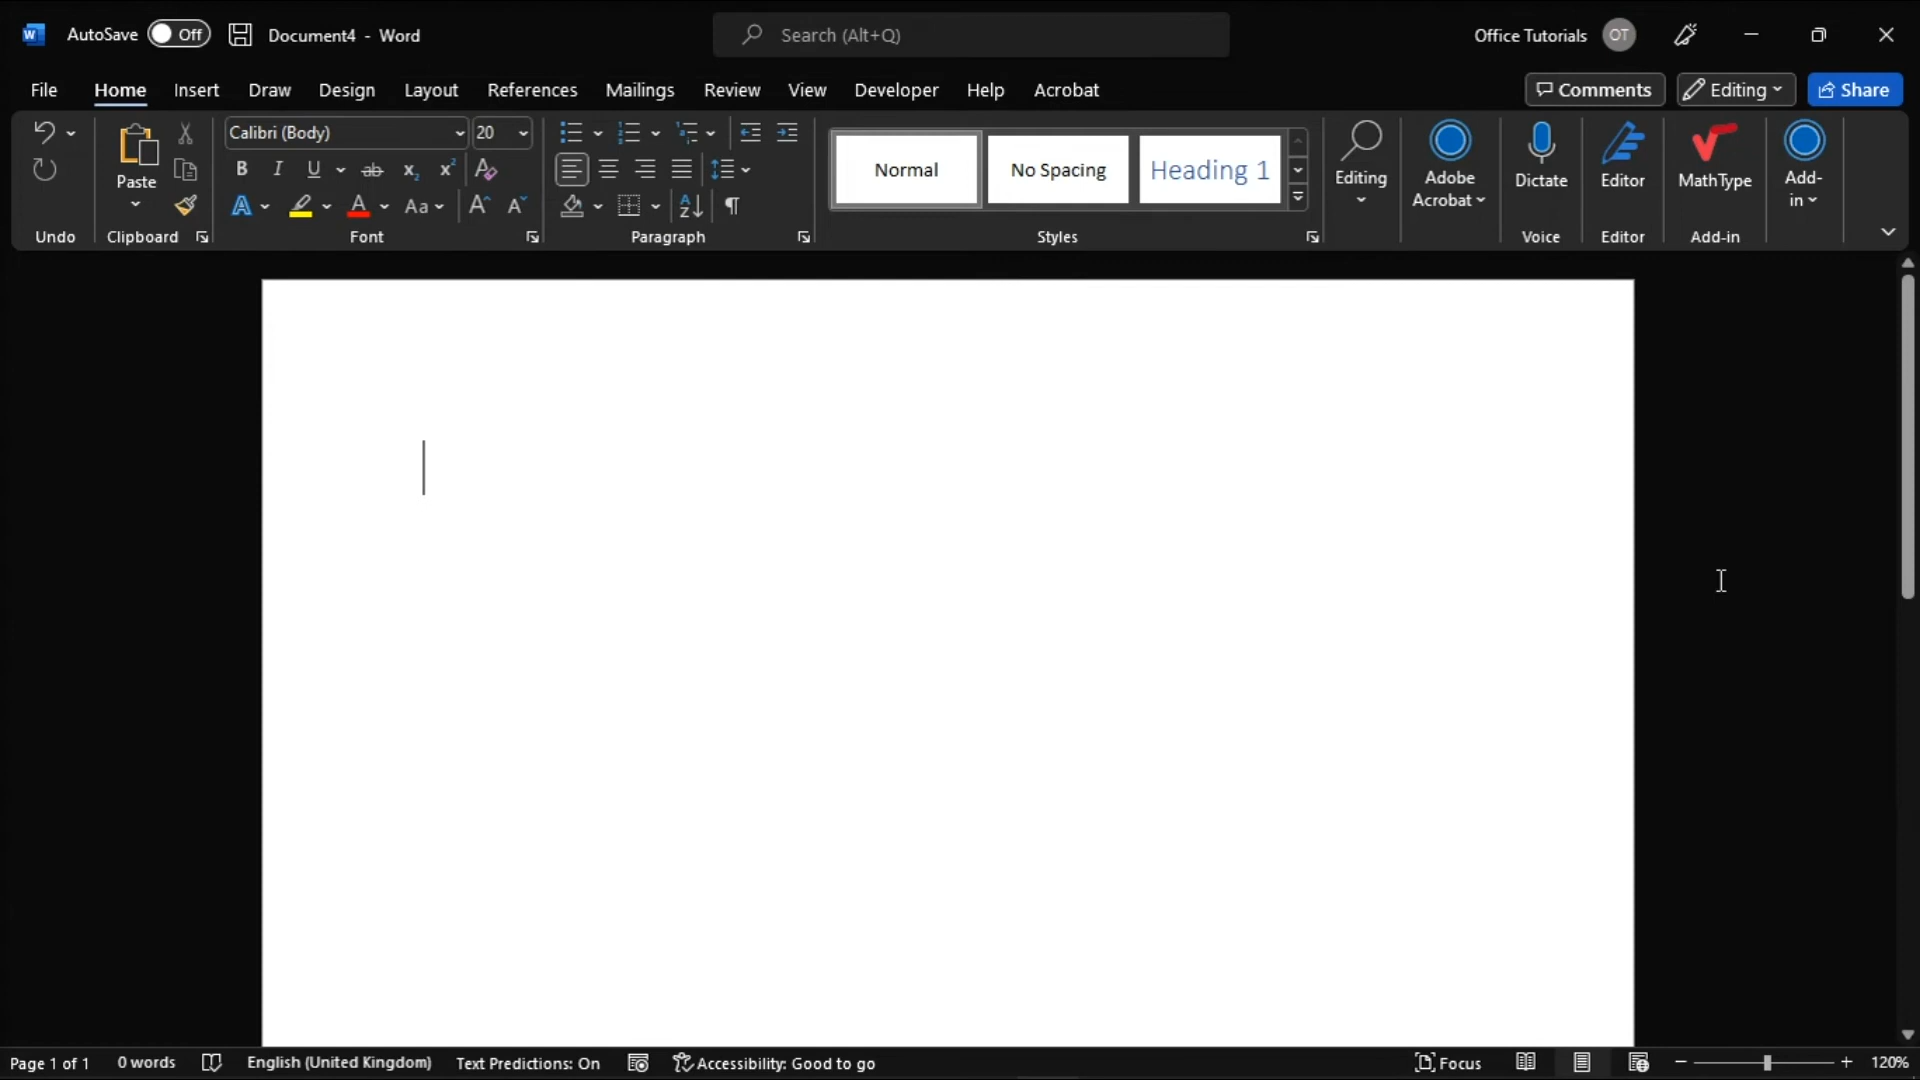 AutoSave Off Document4 - Word Search (Alt+Q) Office Tutorials OT
File Home Insert Draw Design Layout References Mailings Review View Developer Help Acrobat Comments Editing Share
Calibri (Body) 20
Paste
Normal
No Spacing
Heading 1
Editing
Adobe
Acrobat
Dictate
Editor
MathType
Add-
in
Undo Clipboard Font Paragraph Styles Voice Editor Add-in
Page 1 of 1 0 words English (United Kingdom) Text Predictions: On Accessibility: Good to go Focus 120%